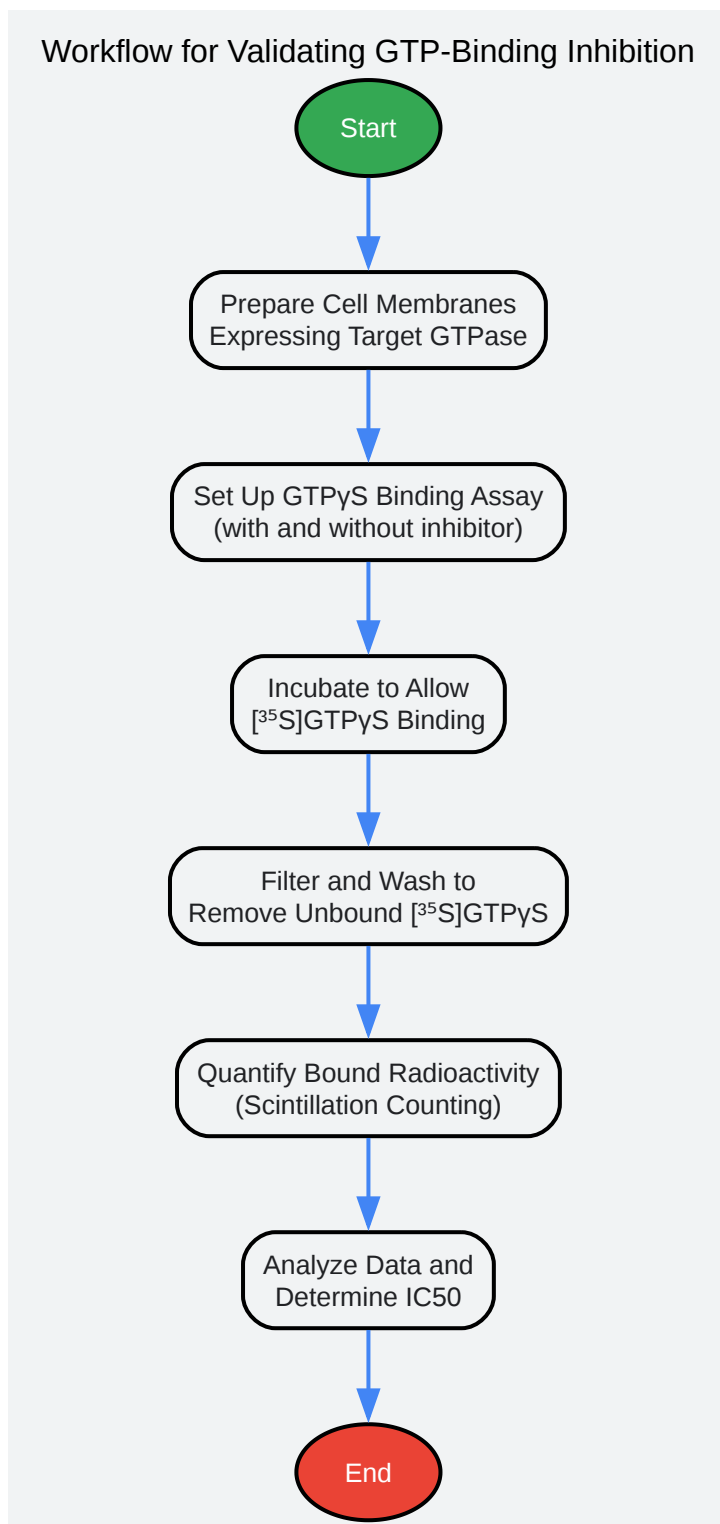 Workflow for Validating GTP-Binding Inhibition
Start
Prepare Cell Membranes
Expressing Target GTPase
Set Up GTPγS Binding Assay
(with and without inhibitor)
Incubate to Allow
[³⁵S]GTPγS Binding
Filter and Wash to
Remove Unbound [³⁵S]GTPγS
Quantify Bound Radioactivity
(Scintillation Counting)
Analyze Data and
Determine IC50
End